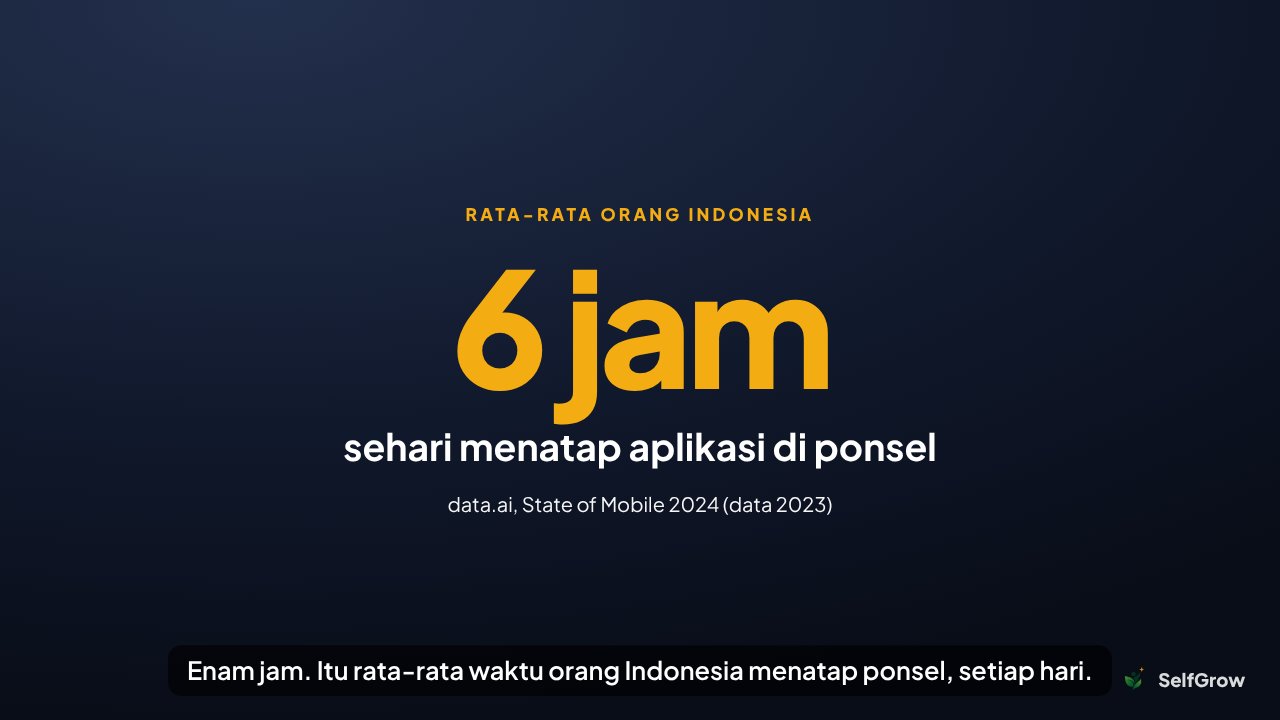 RATA-RATA ORANG INDONESIA
6 jam
sehari menatap aplikasi di ponsel
data.ai, State of Mobile 2024 (data 2023)
Enam jam. Itu rata-rata waktu orang Indonesia menatap ponsel, setiap hari.
SelfGrow